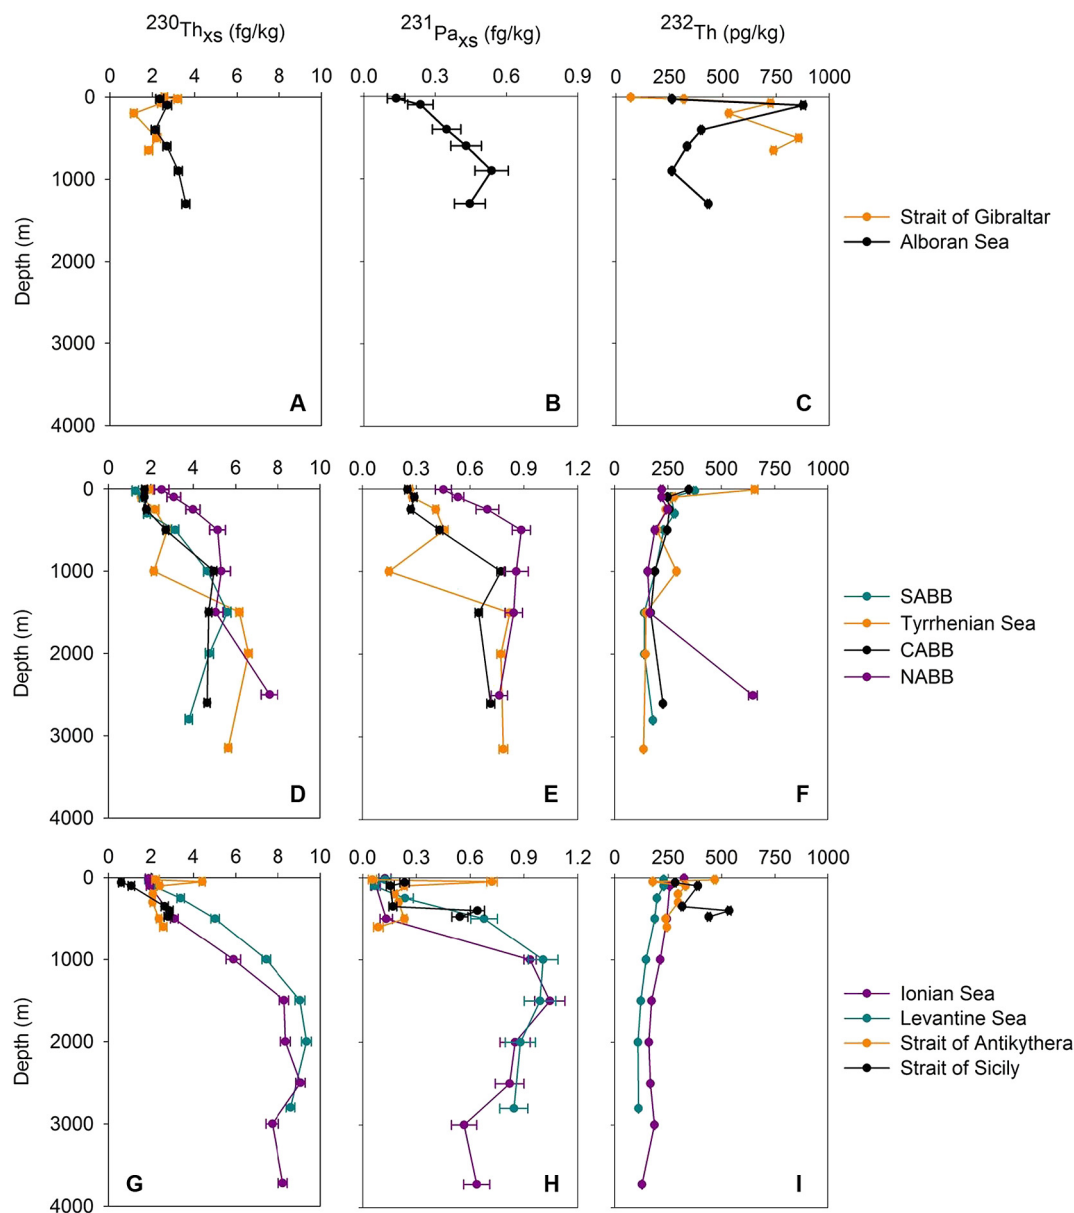 230Thxs (fg/kg) 231Paxs (fg/kg) 232Th (pg/kg)
0 2 4 6 8 10 0.0 0.3 0.6 0.9 0 250 500 750 1000
0
1000
2000
3000
4000
Depth (m)
Strait of Gibraltar
Alboran Sea
A B C
0 2 4 6 8 10 0.0 0.3 0.6 0.9 1.2 0 250 500 750 1000
0
1000
2000
3000
4000
Depth (m)
SABB
Tyrrhenian Sea
CABB
NABB
D E F
0 2 4 6 8 10 0.0 0.3 0.6 0.9 1.2 0 250 500 750 1000
0
1000
2000
3000
4000
Depth (m)
Ionian Sea
Levantine Sea
Strait of Antikythera
Strait of Sicily
G H I